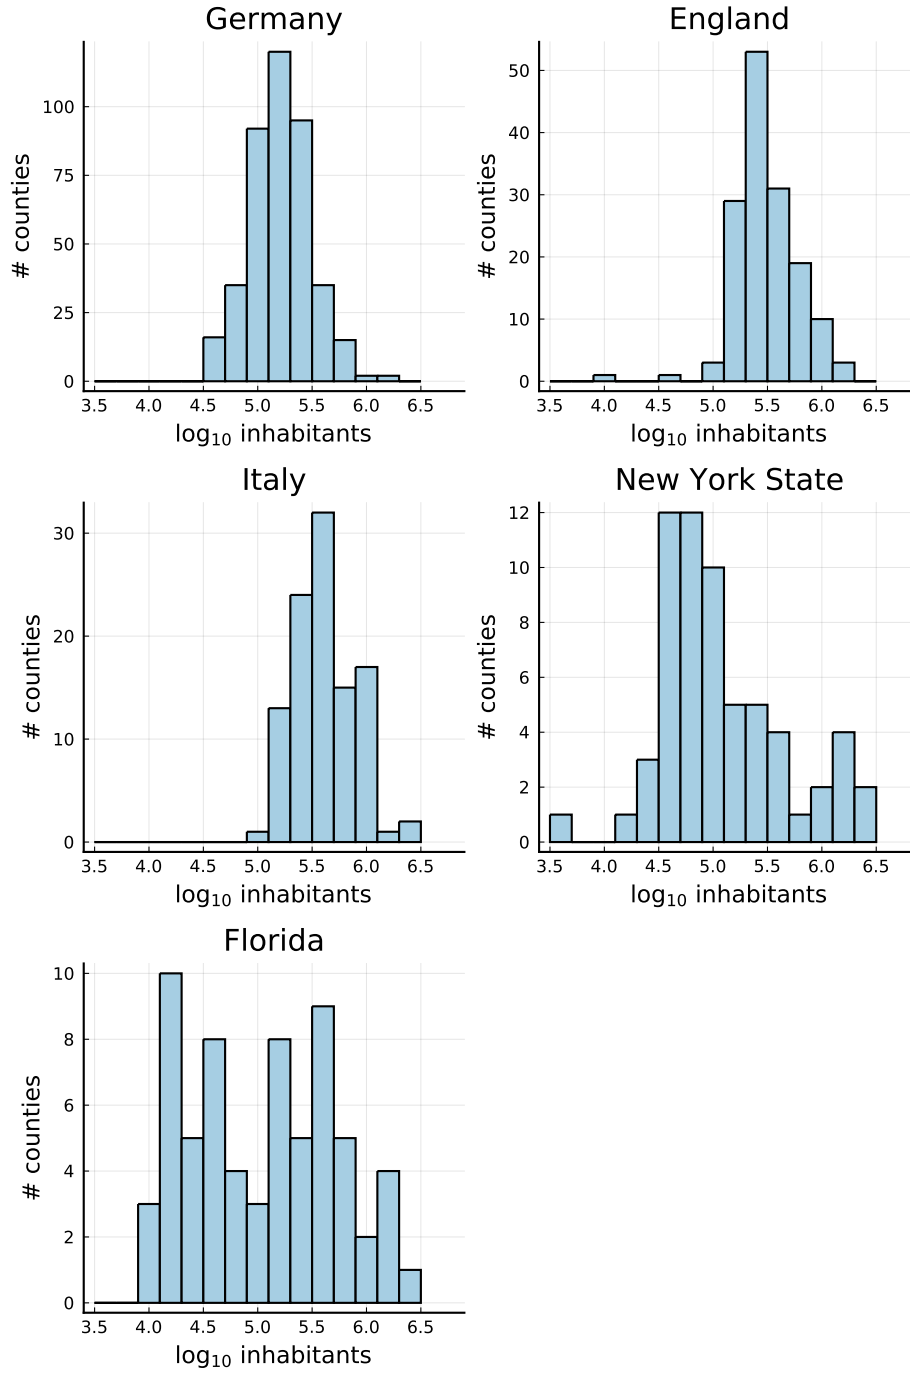 Germany
# counties
100
75
50
25
0
3.5 4.0 4.5 5.0 5.5 6.0 6.5
log₁₀ inhabitants
England
# counties
50
40
30
20
10
0
3.5 4.0 4.5 5.0 5.5 6.0 6.5
log₁₀ inhabitants
Italy
# counties
30
20
10
0
3.5 4.0 4.5 5.0 5.5 6.0 6.5
log₁₀ inhabitants
New York State
# counties
12
10
8
6
4
2
0
3.5 4.0 4.5 5.0 5.5 6.0 6.5
log₁₀ inhabitants
Florida
# counties
10
8
6
4
2
0
3.5 4.0 4.5 5.0 5.5 6.0 6.5
log₁₀ inhabitants